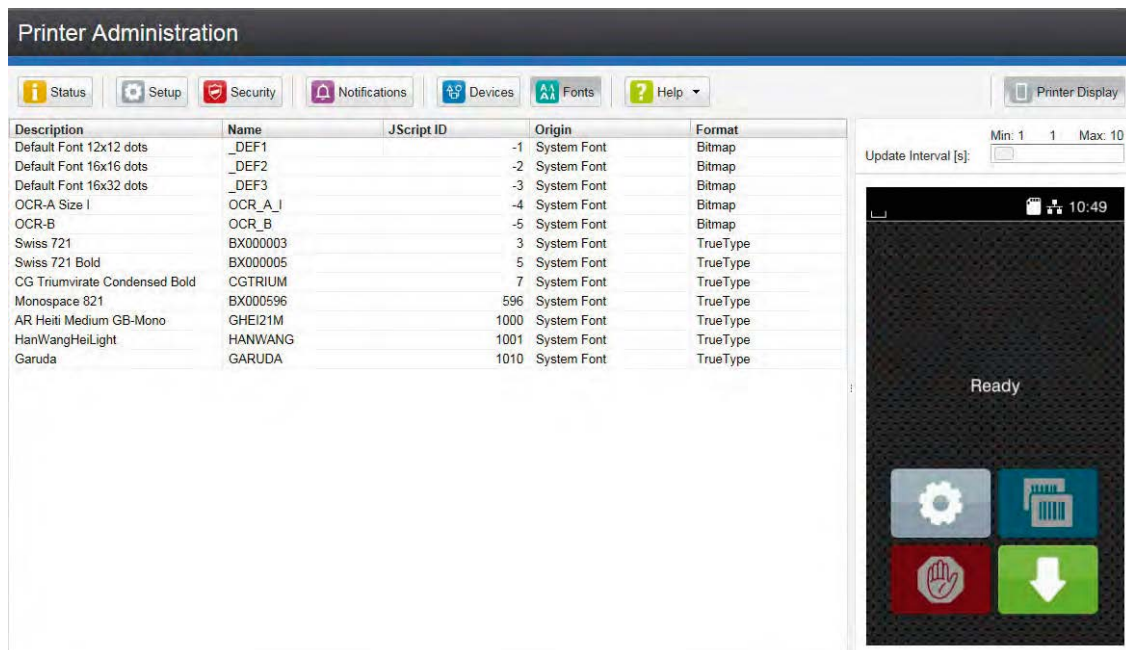 Printer Administration
Status Setup Security Notifications Devices Fonts Help Printer Display
Description Name JScript ID Origin Format
Default Font 12x12 dots _DEF1 -1 System Font Bitmap
Default Font 16x16 dots _DEF2 -2 System Font Bitmap
Default Font 16x32 dots _DEF3 -3 System Font Bitmap
OCR-A Size I OCR_A_I -4 System Font Bitmap
OCR-B OCR_B -5 System Font Bitmap
Swiss 721 BX000003 3 System Font TrueType
Swiss 721 Bold BX000005 5 System Font TrueType
CG Triumvirate Condensed Bold CGTRIUM 7 System Font TrueType
Monospace 821 BX000596 596 System Font TrueType
AR Heiti Medium GB-Mono GHEI21M 1000 System Font TrueType
HanWangHeiLight HANWANG 1001 System Font TrueType
Garuda GARUDA 1010 System Font TrueType
Min: 1 1 Max: 10
Update Interval [s]:
10:49
Ready